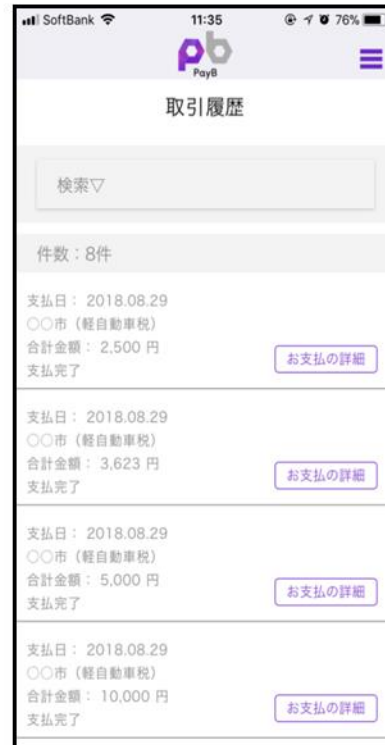 SoftBank 11:35 76%
pb
PayB
取引履歴
検索▽
件数：8件
支払日： 2018.08.29
○○市（軽自動車税）
合計金額： 2,500 円
お支払の詳細
支払完了
支払日： 2018.08.29
○○市（軽自動車税）
合計金額： 3,623 円
お支払の詳細
支払完了
支払日： 2018.08.29
○○市（軽自動車税）
合計金額： 5,000 円
お支払の詳細
支払完了
支払日： 2018.08.29
○○市（軽自動車税）
合計金額： 10,000 円
お支払の詳細
支払完了